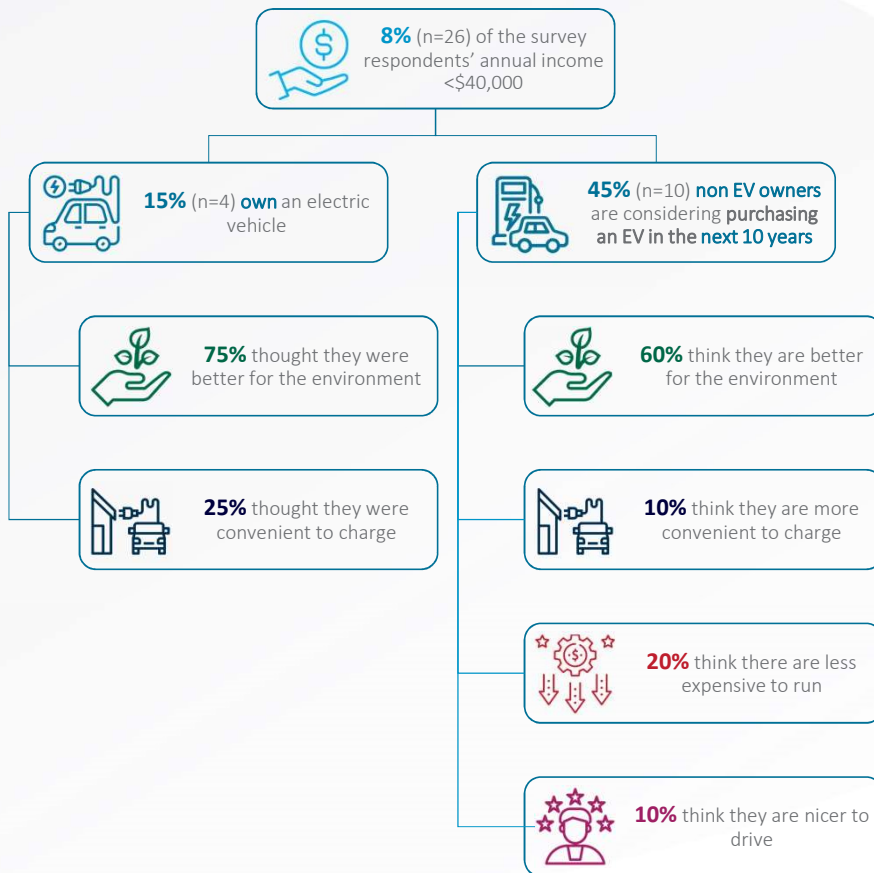 8% (n=26) of the survey
respondents’ annual income
<$40,000
15% (n=4) own an electric
vehicle
45% (n=10) non EV owners
are considering purchasing
an EV in the next 10 years
75% thought they were
better for the environment
60% think they are better
for the environment
25% thought they were
convenient to charge
10% think they are more
convenient to charge
20% think there are less
expensive to run
10% think they are nicer to
drive